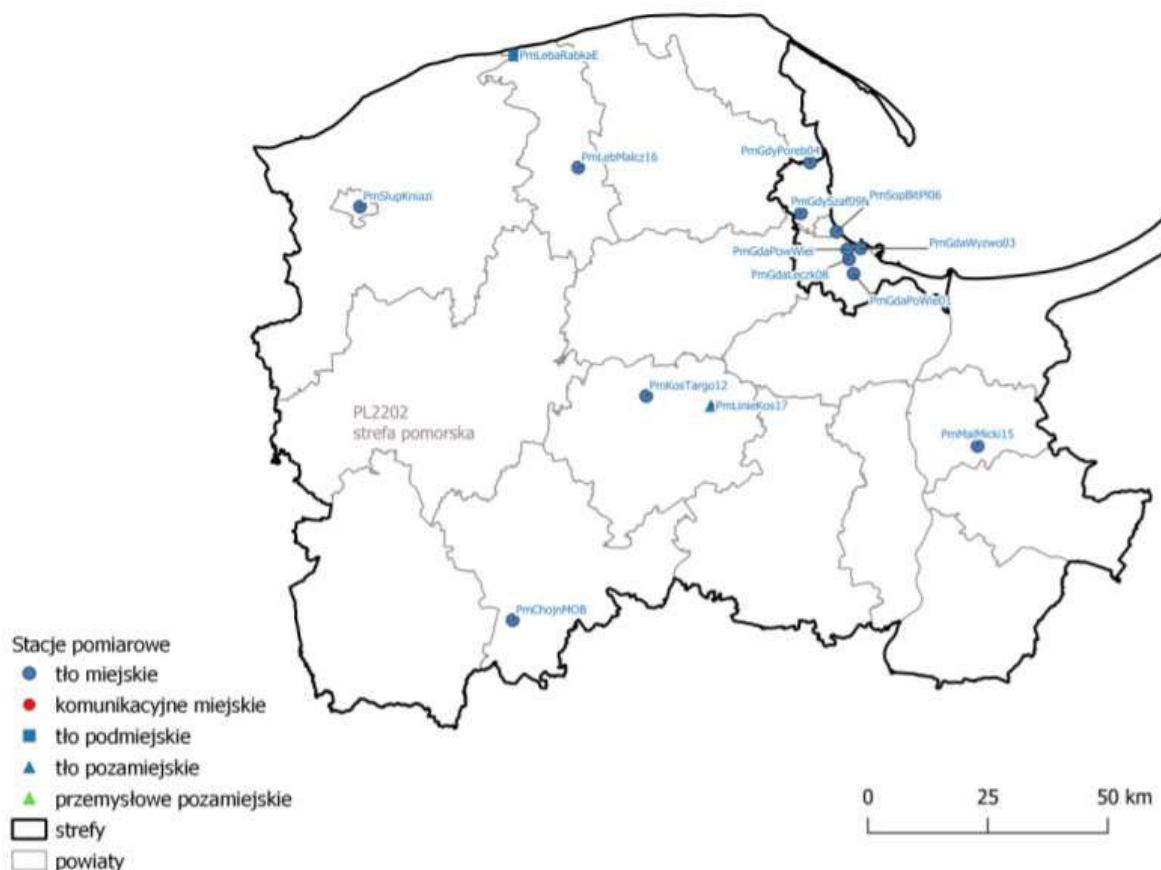 PmLebaRabkaE
PmLebMalcz16
PmGdyPoreb04
PmSlupKniazi
PmSopBitPl06
PmGdySzaf09N
PmGdaWyzwo03
PmGdaPowWiel
PmGdaLeczk08
PmGdaPoWie01
PmKosTargo12
PmLinieKos17
PL2202
strefa pomorska
PmMalMicki15
PmChojnMOB
Stacje pomiarowe
tło miejskie
komunikacyjne miejskie
tło podmiejskie
tło pozamiejskie
przemysłowe pozamiejskie
strefy
powiaty
0 25 50 km